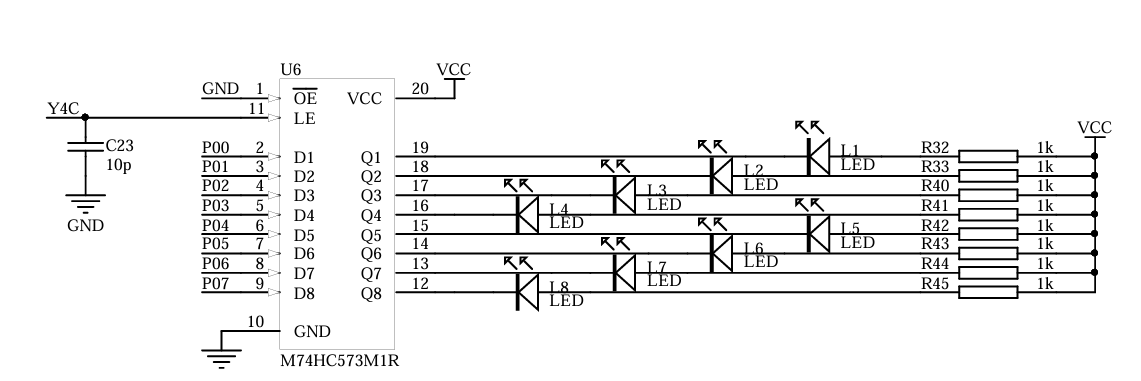 U6
VCC
GND 1 OE VCC 20
Y4C 11 LE
C23
10p
GND
VCC
P00 2 D1 Q1 19 L1 LED R32 1k
P01 3 D2 Q2 18 L2 LED R33 1k
P02 4 D3 Q3 17 L3 LED R40 1k
P03 5 D4 Q4 16 L4 LED R41 1k
P04 6 D5 Q5 15 L5 LED R42 1k
P05 7 D6 Q6 14 L6 LED R43 1k
P06 8 D7 Q7 13 L7 LED R44 1k
P07 9 D8 Q8 12 L8 LED R45 1k
10 GND
M74HC573M1R